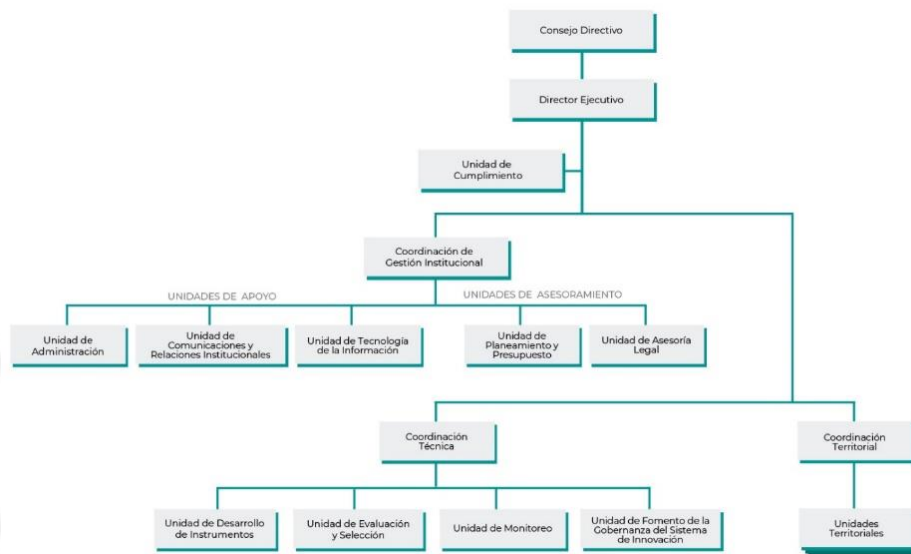 Consejo Directivo
Director Ejecutivo
Unidad de
Cumplimiento
Coordinación de
Gestión Institucional
UNIDADES DE APOYO
UNIDADES DE ASESORAMIENTO
Unidad de
Administración
Unidad de
Comunicaciones y
Relaciones Institucionales
Unidad de Tecnología
de la Información
Unidad de
Planeamiento y
Presupuesto
Unidad de Asesoría
Legal
Coordinación
Técnica
Coordinación
Territorial
Unidad de Desarrollo
de Instrumentos
Unidad de Evaluación
y Selección
Unidad de Monitoreo
Unidad de Fomento de la
Gobernanza del Sistema
de Innovación
Unidades
Territoriales